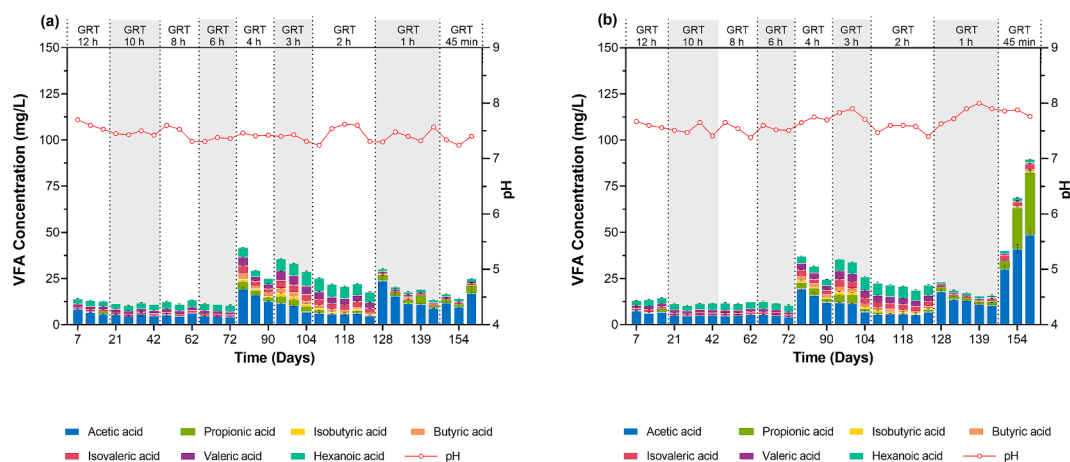 (a)
GRT GRT GRT GRT GRT GRT GRT GRT GRT
12 h 10 h 8 h 6 h 4 h 3 h 2 h 1 h 45 min
150
125
100
75
50
25
0
VFA Concentration (mg/L)
9
8
7
6
5
4
pH
7 21 42 62 72 90 104 118 128 139 154
Time (Days)
Acetic acid Propionic acid Isobutyric acid Butyric acid
Isovaleric acid Valeric acid Hexanoic acid pH
(b)
GRT GRT GRT GRT GRT GRT GRT GRT GRT
12 h 10 h 8 h 6 h 4 h 3 h 2 h 1 h 45 min
150
125
100
75
50
25
0
VFA Concentration (mg/L)
9
8
7
6
5
4
pH
7 21 42 62 72 90 104 118 128 139 154
Time (Days)
Acetic acid Propionic acid Isobutyric acid Butyric acid
Isovaleric acid Valeric acid Hexanoic acid pH